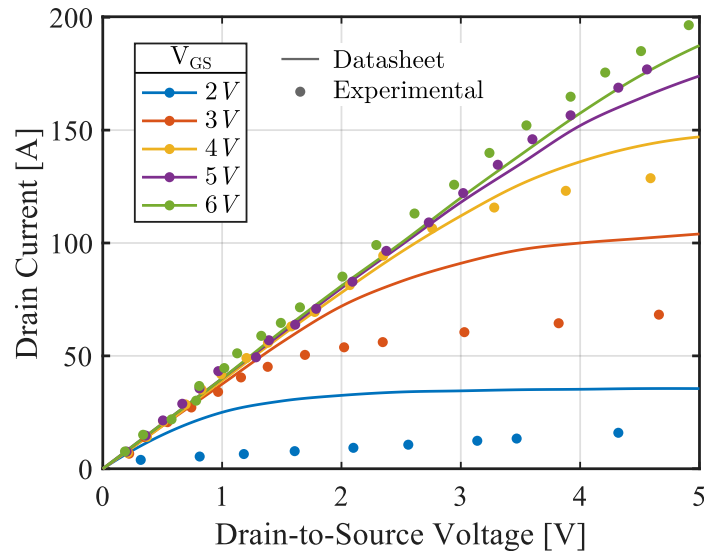 200
150
100
50
0
Drain Current [A]
V_GS
2 V
3 V
4 V
5 V
6 V
Datasheet
Experimental
0 1 2 3 4 5
Drain-to-Source Voltage [V]